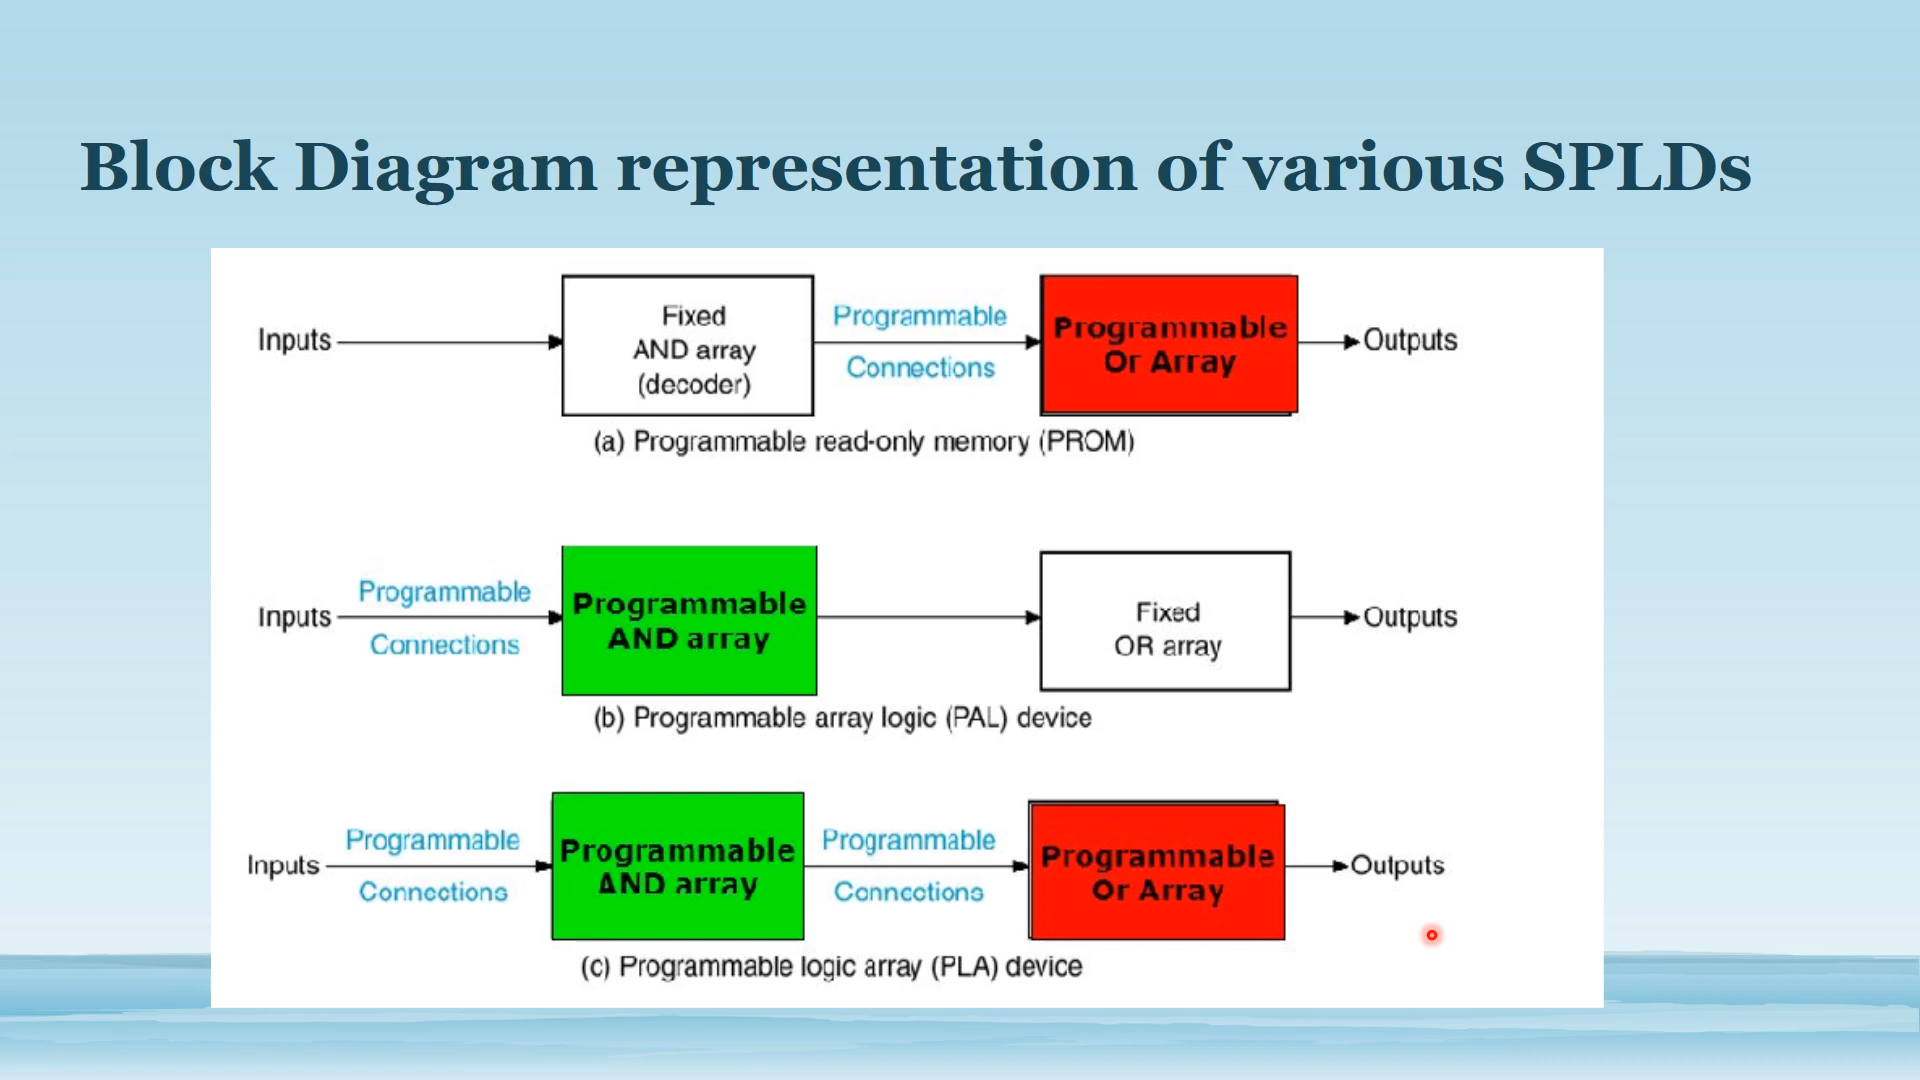 Block Diagram representation of various SPLDs
Inputs
Fixed
AND array
(decoder)
Programmable
Connections
Programmable
Or Array
Outputs
(a) Programmable read-only memory (PROM)
Inputs
Programmable
Connections
Programmable
AND array
Fixed
OR array
Outputs
(b) Programmable array logic (PAL) device
Inputs
Programmable
Connections
Programmable
AND array
Programmable
Connections
Programmable
Or Array
Outputs
(c) Programmable logic array (PLA) device